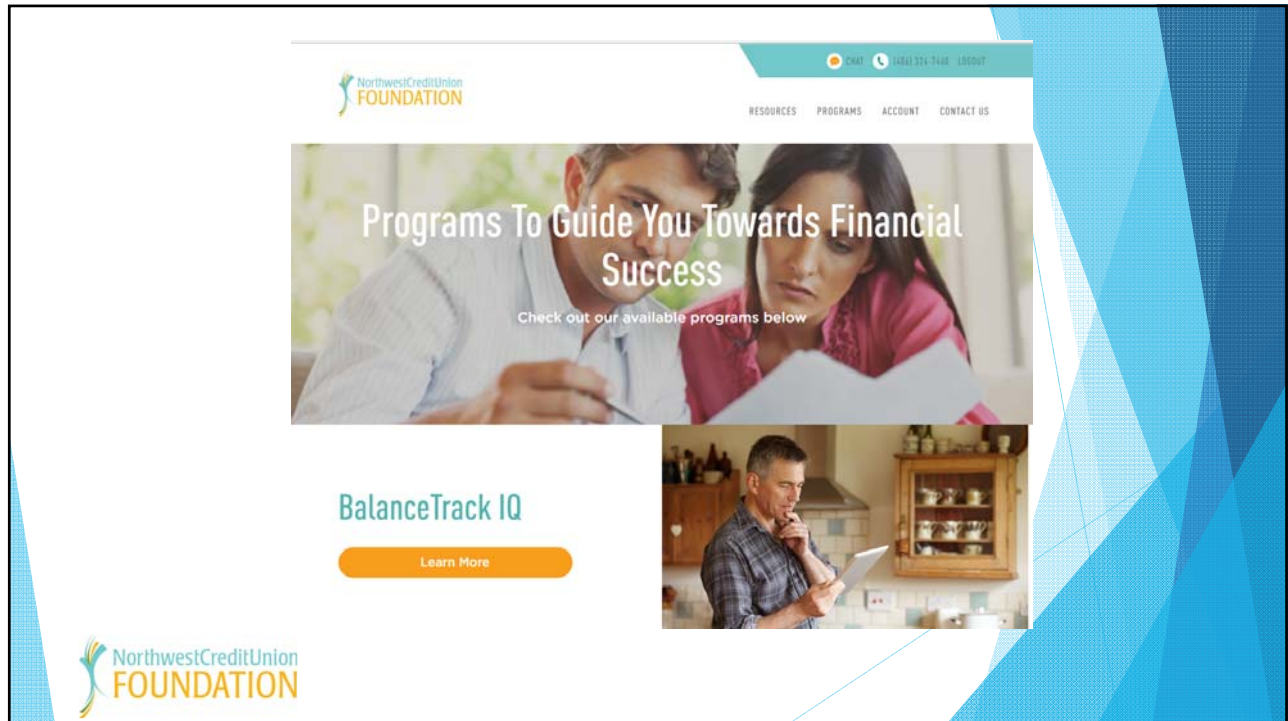 NorthwestCreditUnion
FOUNDATION
CHAT LOGOUT
RESOURCES PROGRAMS ACCOUNT CONTACT US
Programs To Guide You Towards Financial
Success
Check out our available programs below
BalanceTrack IQ
Learn More
NorthwestCreditUnion
FOUNDATION